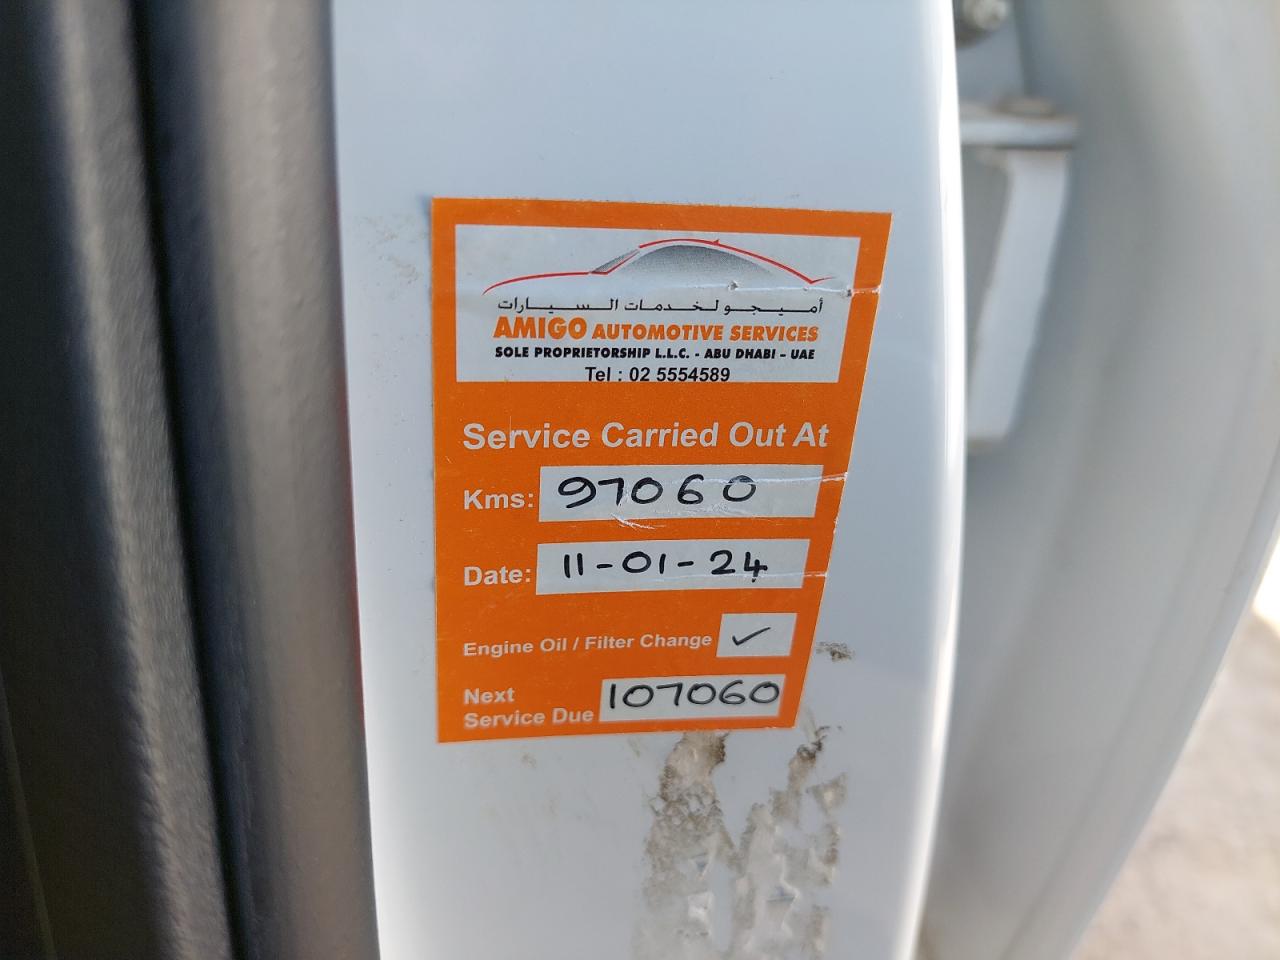 أميجو لخدمات السيارات
AMIGO AUTOMOTIVE SERVICES
SOLE PROPRIETORSHIP L.L.C. - ABU DHABI - UAE
Tel : 02 5554589
Service Carried Out At
Kms: 97060
Date: 11-01-24
Engine Oil / Filter Change ✓
Next
Service Due 107060